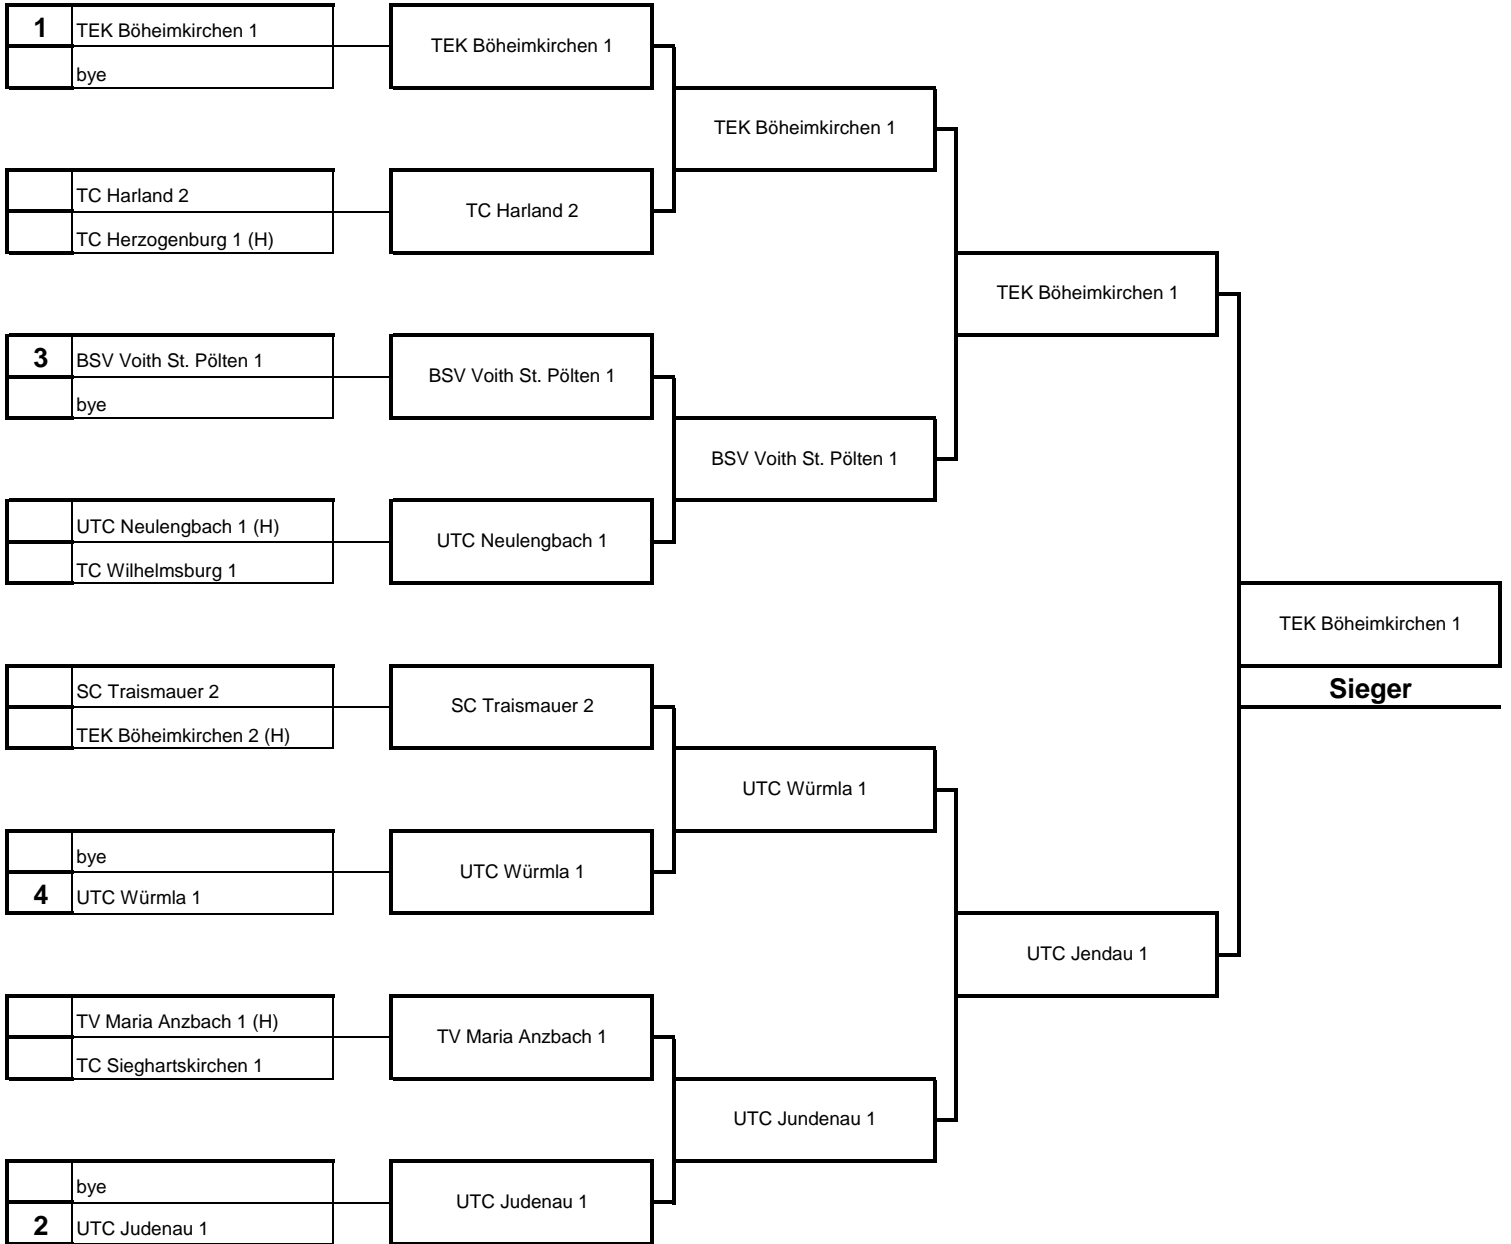 1 TEK Böheimkirchen 1
bye
TC Harland 2
TC Herzogenburg 1 (H)
3 BSV Voith St. Pölten 1
bye
UTC Neulengbach 1 (H)
TC Wilhelmsburg 1
SC Traismauer 2
TEK Böheimkirchen 2 (H)
bye
4 UTC Würmla 1
TV Maria Anzbach 1 (H)
TC Sieghartskirchen 1
bye
2 UTC Judenau 1
TEK Böheimkirchen 1
TC Harland 2
BSV Voith St. Pölten 1
UTC Neulengbach 1
SC Traismauer 2
UTC Würmla 1
TV Maria Anzbach 1
UTC Judenau 1
TEK Böheimkirchen 1
BSV Voith St. Pölten 1
UTC Würmla 1
UTC Jundenau 1
TEK Böheimkirchen 1
UTC Jendau 1
TEK Böheimkirchen 1
Sieger